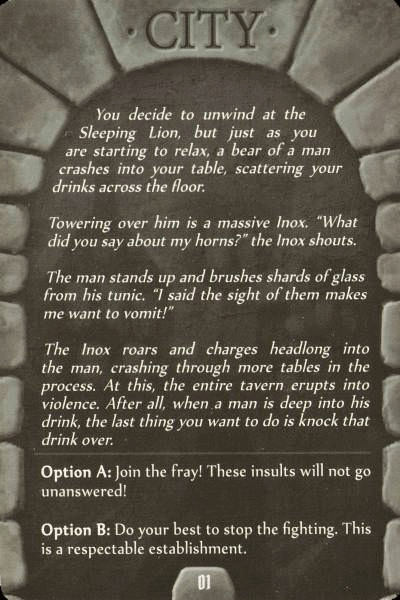 · CITY ·
You decide to unwind at the
Sleeping Lion, but just as you
are starting to relax, a bear of a man
crashes into your table, scattering your
drinks across the floor.
Towering over him is a massive Inox. “What
did you say about my horns?” the Inox shouts.
The man stands up and brushes shards of glass
from his tunic. “I said the sight of them makes
me want to vomit!”
The Inox roars and charges headlong into
the man, crashing through more tables in the
process. At this, the entire tavern erupts into
violence. After all, when a man is deep into his
drink, the last thing you want to do is knock that
drink over.
Option A: Join the fray! These insults will not go
unanswered!
Option B: Do your best to stop the fighting. This
is a respectable establishment.
01